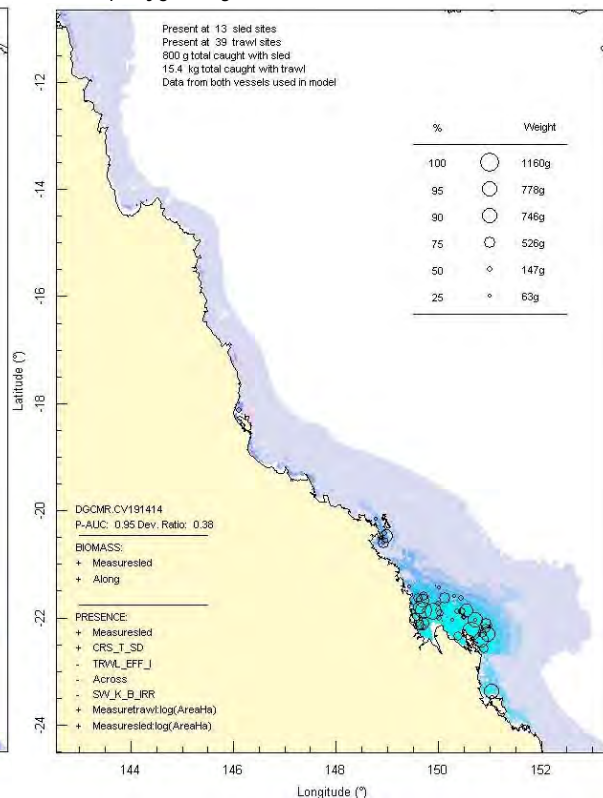 Present at 13 sled sites
Present at 39 trawl sites
800 g total caught with sled
15.4 kg total caught with trawl
Data from both vessels used in model
% Weight
100 1160g
95 778g
90 746g
75 526g
50 147g
25 63g
-12
-14
-16
-18
-20
-22
-24
Latitude (º)
DGCMR.CV191414
P-AUC: 0.95 Dev. Ratio: 0.38
BIOMASS:
+ Measuresled
+ Along
PRESENCE:
+ Measuresled
+ CRS_T_SD
- TRWL_EFF_I
- Across
- SW_K_B_IRR
+ Measuretrawl:log(AreaHa)
+ Measuresled:log(AreaHa)
144 146 148 150 152
Longitude (º)